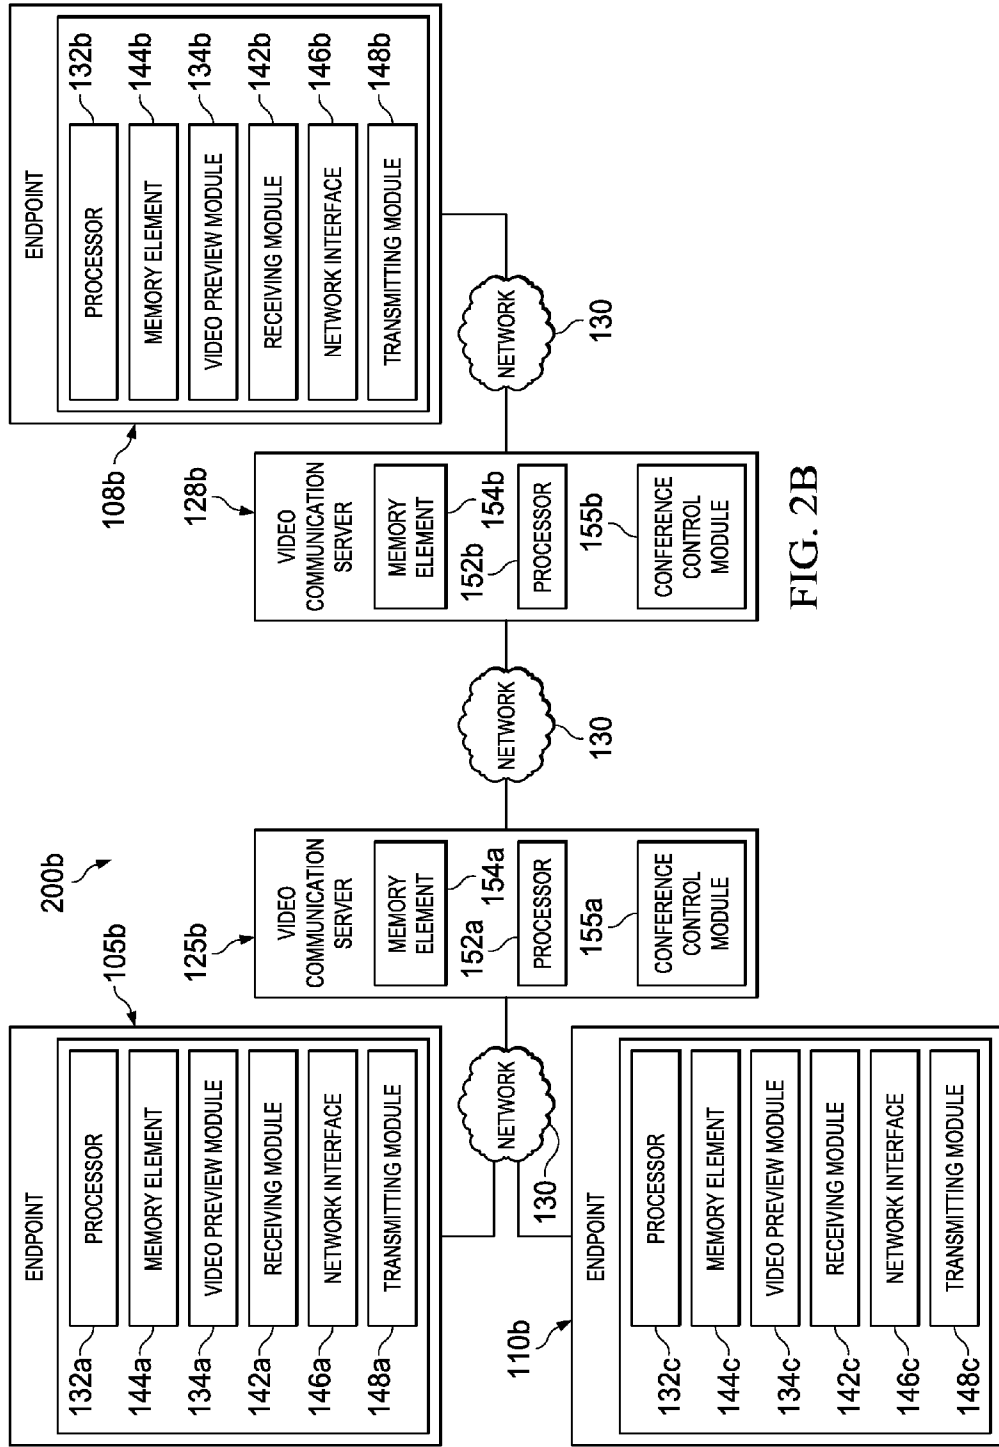 200b
105b
ENDPOINT
132a
PROCESSOR
144a
MEMORY ELEMENT
134a
VIDEO PREVIEW MODULE
142a
RECEIVING MODULE
146a
NETWORK INTERFACE
148a
TRANSMITTING MODULE
NETWORK
130
110b
ENDPOINT
132c
PROCESSOR
144c
MEMORY ELEMENT
134c
VIDEO PREVIEW MODULE
142c
RECEIVING MODULE
146c
NETWORK INTERFACE
148c
TRANSMITTING MODULE
125b
VIDEO
COMMUNICATION
SERVER
MEMORY
ELEMENT
154a
152a
PROCESSOR
155a
CONFERENCE
CONTROL
MODULE
NETWORK
130
128b
VIDEO
COMMUNICATION
SERVER
MEMORY
ELEMENT
154b
152b
PROCESSOR
155b
CONFERENCE
CONTROL
MODULE
NETWORK
130
108b
ENDPOINT
PROCESSOR
132b
MEMORY ELEMENT
144b
VIDEO PREVIEW MODULE
134b
RECEIVING MODULE
142b
NETWORK INTERFACE
146b
TRANSMITTING MODULE
148b
FIG. 2B